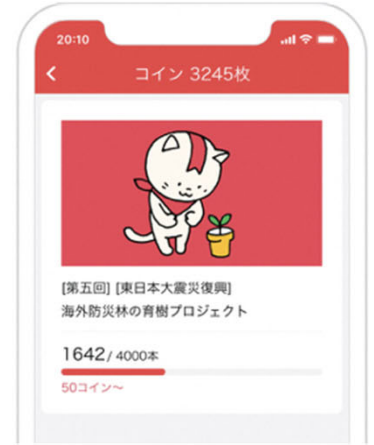 20:10
コイン 3245枚
[第五回] [東日本大震災復興]
海外防災林の育樹プロジェクト
1642 / 4000本
50コイン〜